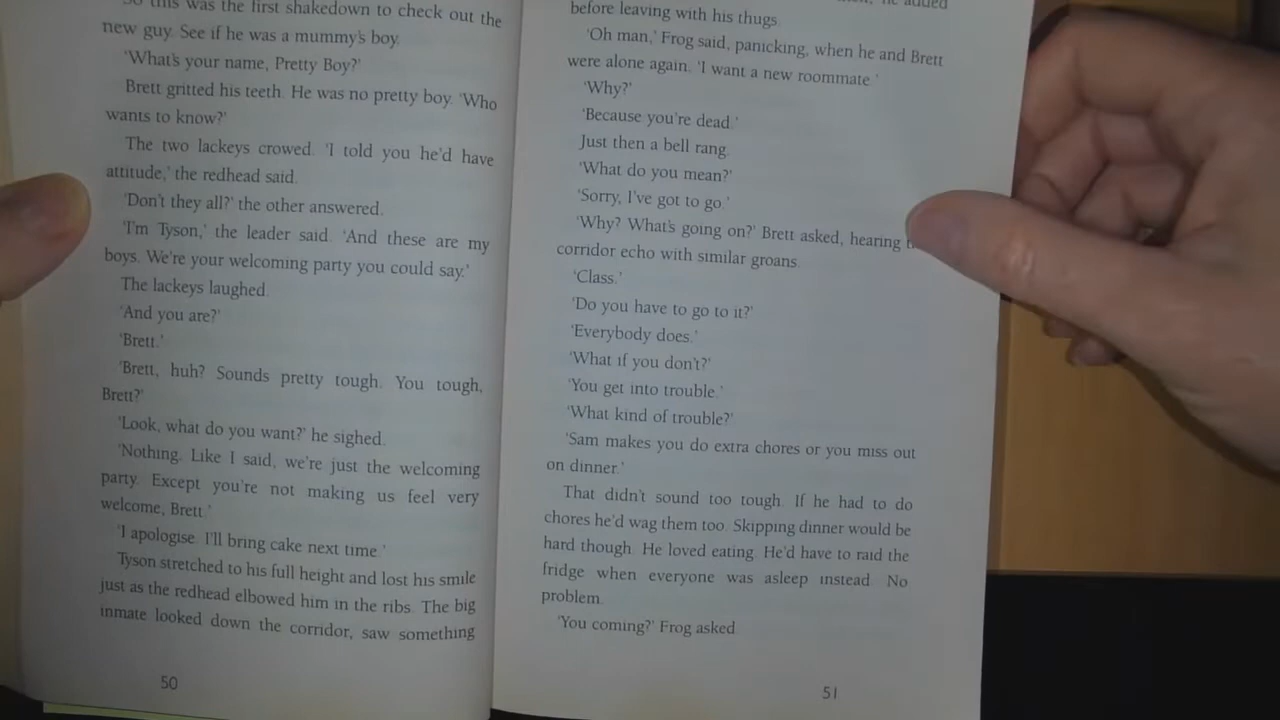 So this was the first shakedown to check out the
new guy. See if he was a mummy's boy.
'What's your name, Pretty Boy?'
Brett gritted his teeth. He was no pretty boy. 'Who
wants to know?'
The two lackeys crowed. 'I told you he'd have
attitude,' the redhead said.
'Don't they all?' the other answered.
'I'm Tyson,' the leader said. 'And these are my
boys. We're your welcoming party you could say.'
The lackeys laughed.
'And you are?'
'Brett.'
'Brett, huh? Sounds pretty tough. You tough,
Brett?'
'Look, what do you want?' he sighed.
'Nothing. Like I said, we're just the welcoming
party. Except you're not making us feel very
welcome, Brett.'
'I apologise. I'll bring cake next time.'
Tyson stretched to his full height and lost his smile
just as the redhead elbowed him in the ribs. The big
inmate looked down the corridor, saw something
50
he added
before leaving with his thugs.
'Oh man,' Frog said, panicking, when he and Brett
were alone again. 'I want a new roommate.'
'Why?'
'Because you're dead.'
Just then a bell rang.
'What do you mean?'
'Sorry, I've got to go.'
'Why? What's going on?' Brett asked, hearing
corridor echo with similar groans.
'Class.'
'Do you have to go to it?'
'Everybody does.'
'What if you don't?'
'You get into trouble.'
'What kind of trouble?'
'Sam makes you do extra chores or you miss out
on dinner.'
That didn't sound too tough. If he had to do
chores he'd wag them too. Skipping dinner would be
hard though. He loved eating. He'd have to raid the
fridge when everyone was asleep instead. No
problem.
'You coming?' Frog asked.
51